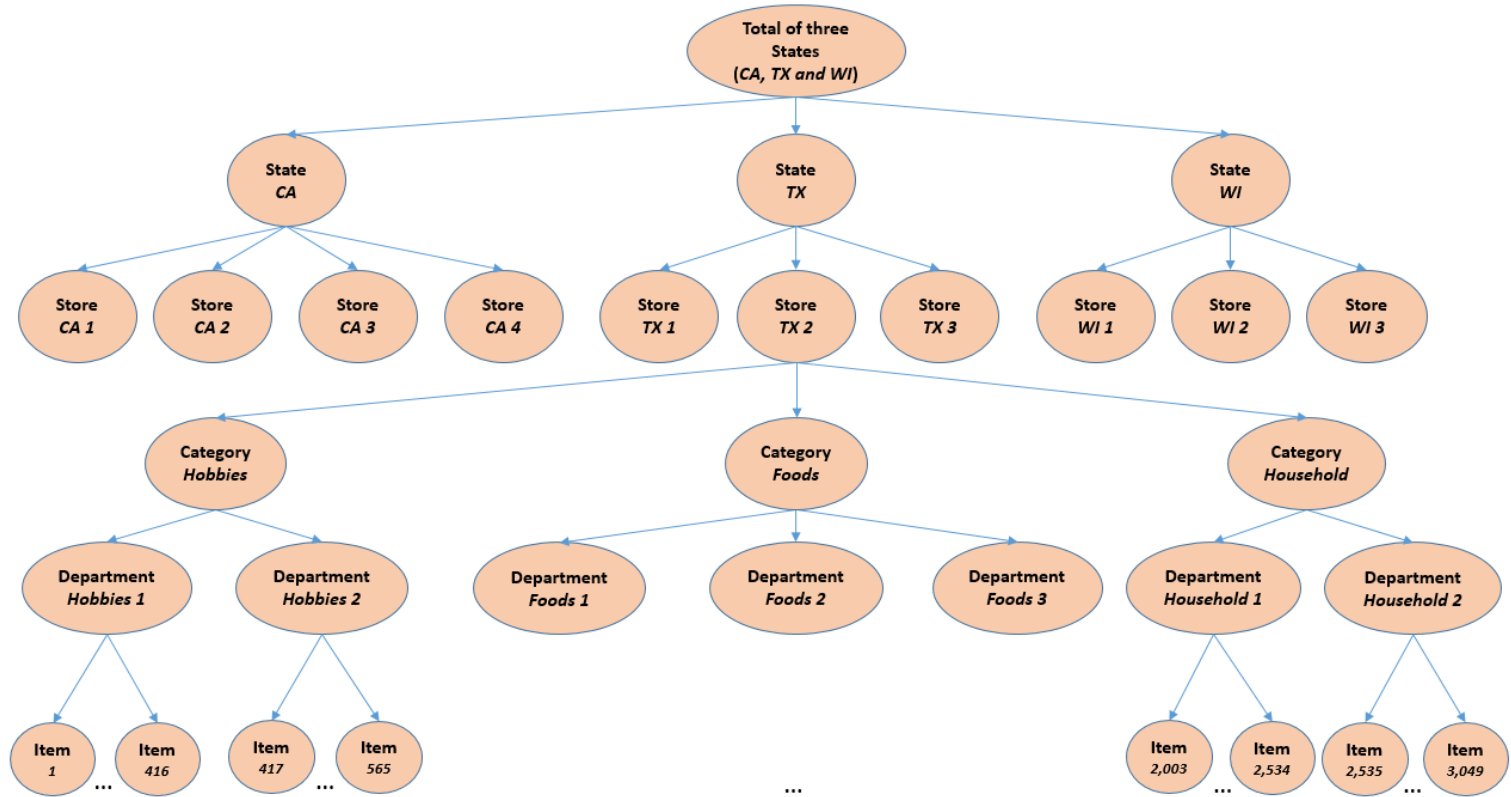 Total of three
States
(CA, TX and WI)
State
CA
State
TX
State
WI
Store
CA 1
Store
CA 2
Store
CA 3
Store
CA 4
Store
TX 1
Store
TX 2
Store
TX 3
Store
WI 1
Store
WI 2
Store
WI 3
Category
Hobbies
Category
Foods
Category
Household
Department
Hobbies 1
Department
Hobbies 2
Department
Foods 1
Department
Foods 2
Department
Foods 3
Department
Household 1
Department
Household 2
Item
1
...
Item
416
Item
417
...
Item
565
...
Item
2,003
...
Item
2,534
Item
2,535
...
Item
3,049